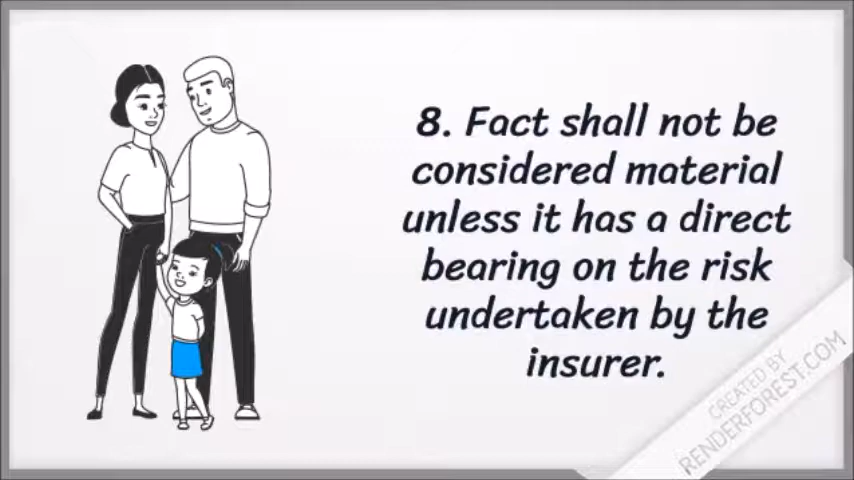 8. Fact shall not be
considered material
unless it has a direct
bearing on the risk
undertaken by the
insurer.
CREATED BY
RENDERFOREST.COM